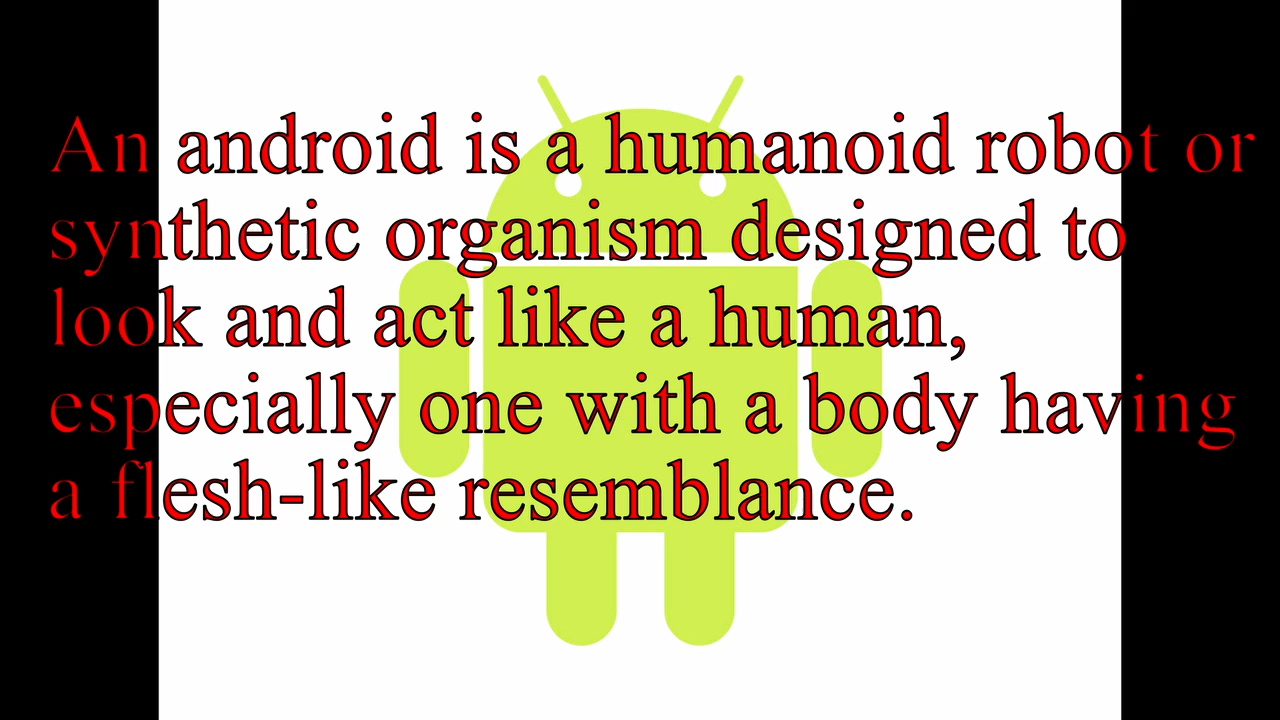 An android is a humanoid robot or
synthetic organism designed to
look and act like a human,
especially one with a body having
a flesh-like resemblance.